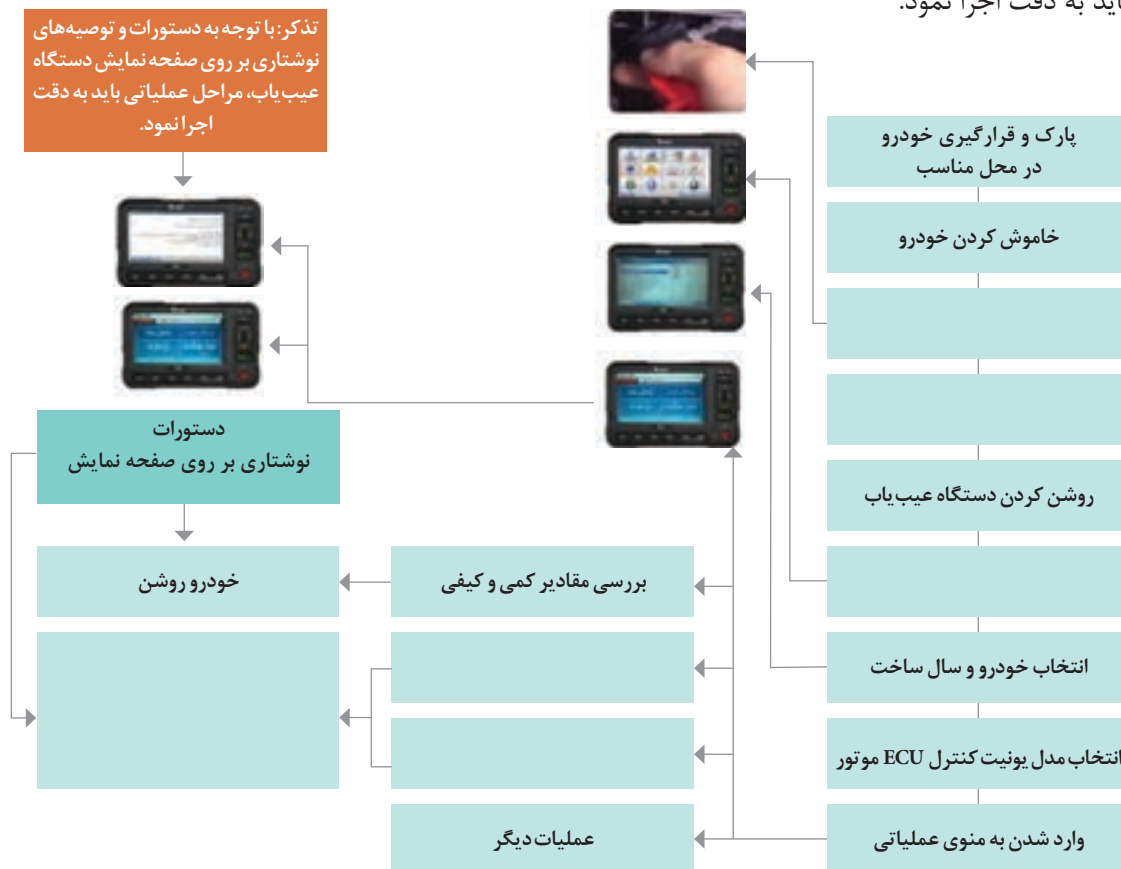 باید به دقت اجرا نمود.
تذکر: با توجه به دستورات و توصیه‌های
نوشتاری بر روی صفحه نمایش دستگاه
عیب‌یاب، مراحل عملیاتی باید به دقت
اجرا نمود.
پارک و قرارگیری خودرو
در محل مناسب
خاموش کردن خودرو
روشن کردن دستگاه عیب‌یاب
انتخاب خودرو و سال ساخت
انتخاب مدل یونیت کنترل ECU موتور
وارد شدن به منوی عملیاتی
بررسی مقادیر کمی و کیفی
عملیات دیگر
دستورات
نوشتاری بر روی صفحه نمایش
خودرو روشن